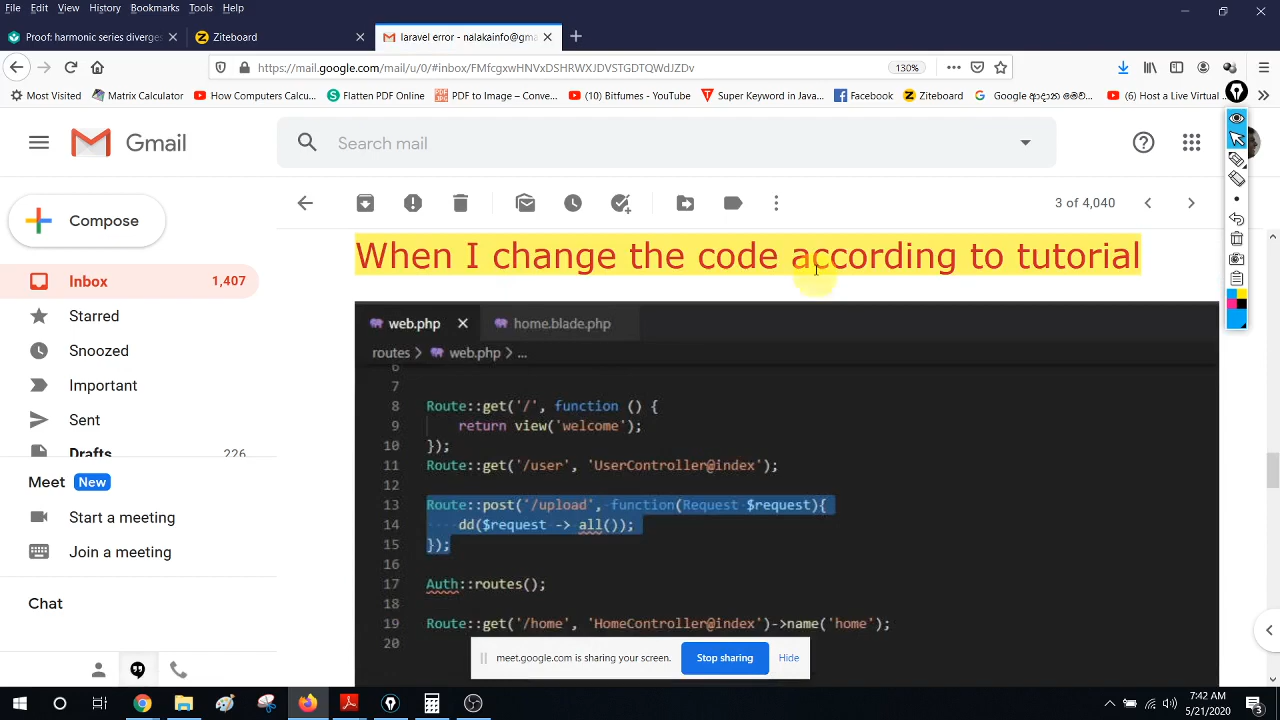 File Edit View History Bookmarks Tools Help
Proof: harmonic series diverges
Ziteboard
laravel error - nalakainfo@gma
https://mail.google.com/mail/u/0/#inbox/FMfcgxwHNVxDSHRWXJDVSTGDTQWdJZDv
130%
Most Visited Matrix Calculator How Computers Calcu... Flatten PDF Online PDF to Image – Conve... (10) Bitfumes - YouTube Super Keyword in Java... Facebook Ziteboard Google (6) Host a Live Virtual
Gmail
Search mail
Compose
3 of 4,040
Inbox 1,407
Starred
Snoozed
Important
Sent
Drafts 226
Meet New
Start a meeting
Join a meeting
Chat
When I change the code according to tutorial
web.php
home.blade.php
routes > web.php > ...
6
7
8 Route::get('/', function () {
9 return view('welcome');
10 });
11 Route::get('/user', 'UserController@index');
12
13 Route::post('/upload', function(Request $request){
14 dd($request -> all());
15 });
16
17 Auth::routes();
18
19 Route::get('/home', 'HomeController@index')->name('home');
20
meet.google.com is sharing your screen.
Stop sharing
Hide
7:42 AM
5/21/2020
3